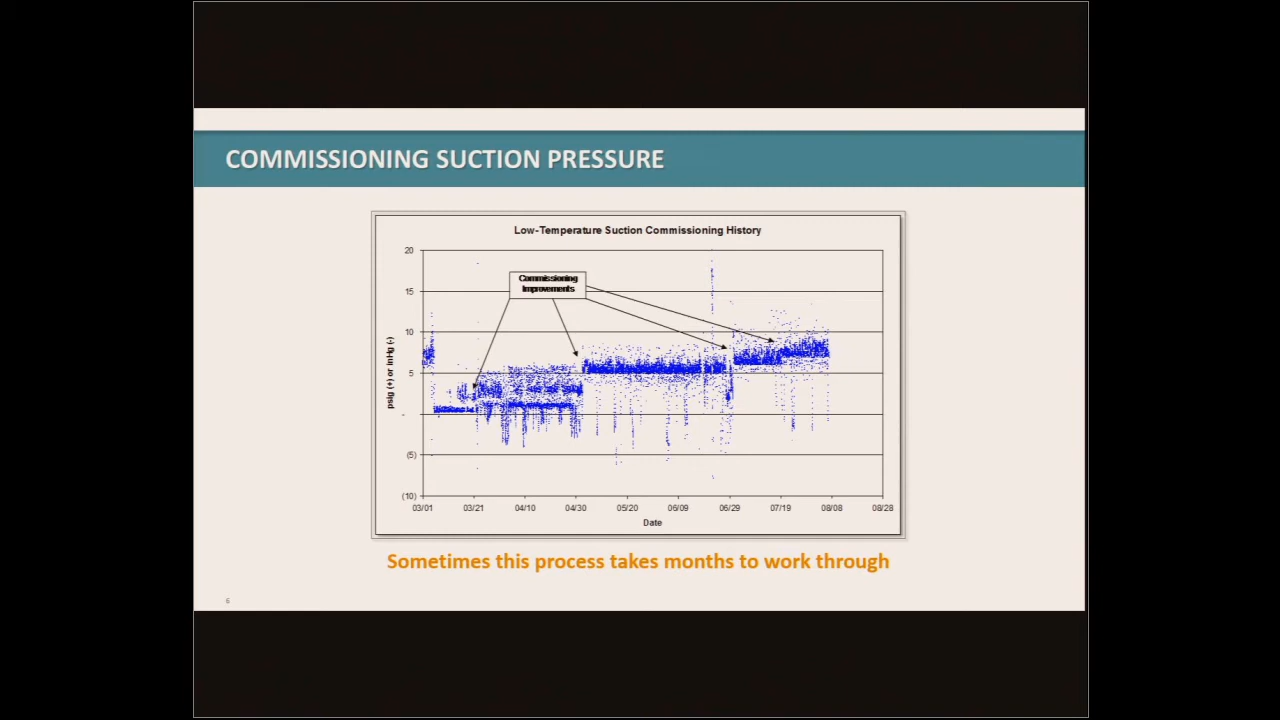 COMMISSIONING SUCTION PRESSURE
Low-Temperature Suction Commissioning History
20
15
10
5
-
(5)
(10)
psig (+) or inHg (-)
Commissioning
Improvements
03/01 03/21 04/10 04/30 05/20 06/09 06/29 07/19 08/08 08/28
Date
Sometimes this process takes months to work through
6